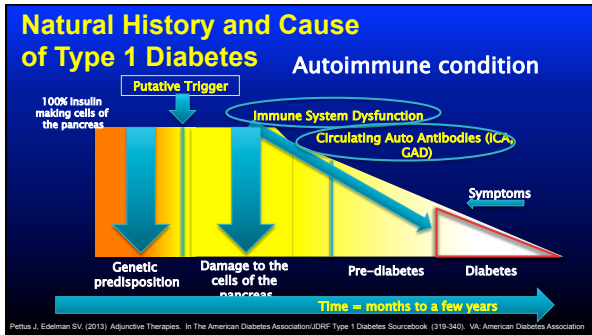 Natural History and Cause
of Type 1 Diabetes
Autoimmune condition
Putative Trigger
100% insulin
making cells of
the pancreas
Immune System Dysfunction
Circulating Auto Antibodies (ICA,
GAD)
Symptoms
Genetic
predisposition
Damage to the
cells of the
pancreas
Pre-diabetes
Diabetes
Time = months to a few years
Pettus J, Edelman SV. (2013) Adjunctive Therapies. In The American Diabetes Association/JDRF Type 1 Diabetes Sourcebook (319-340). VA: American Diabetes Association